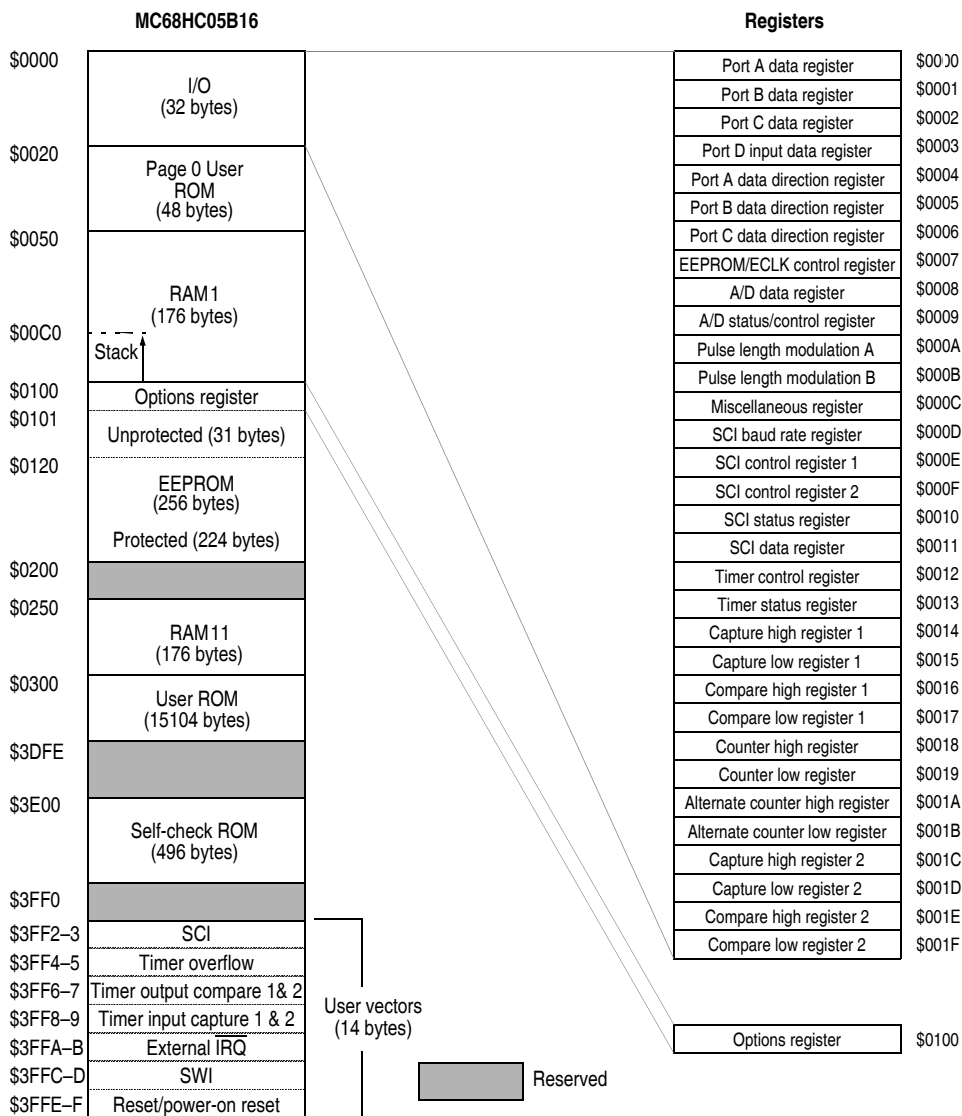 MC68HC05B16
$0000
I/O
(32 bytes)
$0020
Page 0 User
ROM
(48 bytes)
$0050
RAM1
(176 bytes)
$00C0
Stack
$0100
Options register
$0101
Unprotected (31 bytes)
$0120
EEPROM
(256 bytes)
Protected (224 bytes)
$0200
$0250
RAM11
(176 bytes)
$0300
User ROM
(15104 bytes)
$3DFE
$3E00
Self-check ROM
(496 bytes)
$3FF0
$3FF2–3 SCI
$3FF4–5 Timer overflow
$3FF6–7 Timer output compare 1& 2
$3FF8–9 Timer input capture 1 & 2
$3FFA–B External IRQ
$3FFC–D SWI
$3FFE–F Reset/power-on reset
User vectors
(14 bytes)
Reserved
Registers
Port A data register $0000
Port B data register $0001
Port C data register $0002
Port D input data register $0003
Port A data direction register $0004
Port B data direction register $0005
Port C data direction register $0006
EEPROM/ECLK control register $0007
A/D data register $0008
A/D status/control register $0009
Pulse length modulation A $000A
Pulse length modulation B $000B
Miscellaneous register $000C
SCI baud rate register $000D
SCI control register 1 $000E
SCI control register 2 $000F
SCI status register $0010
SCI data register $0011
Timer control register $0012
Timer status register $0013
Capture high register 1 $0014
Capture low register 1 $0015
Compare high register 1 $0016
Compare low register 1 $0017
Counter high register $0018
Counter low register $0019
Alternate counter high register $001A
Alternate counter low register $001B
Capture high register 2 $001C
Capture low register 2 $001D
Compare high register 2 $001E
Compare low register 2 $001F
Options register $0100